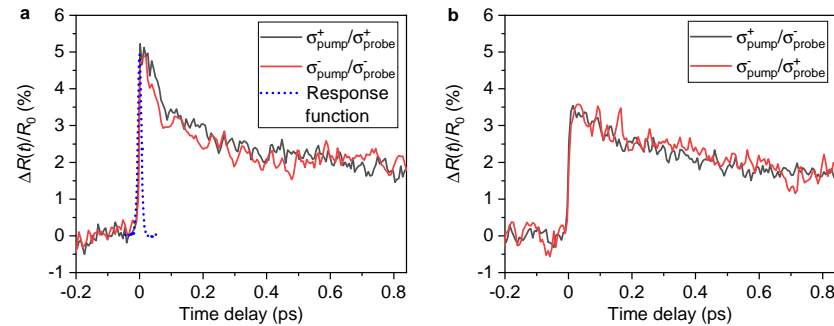 a
σ⁺pump/σ⁺probe
σ⁻pump/σ⁻probe
Response
function
ΔR(t)/R₀ (%)
6
5
4
3
2
1
0
-1
-0.2
0.0
0.2
0.4
0.6
0.8
Time delay (ps)
b
σ⁺pump/σ⁻probe
σ⁻pump/σ⁺probe
ΔR(t)/R₀ (%)
6
5
4
3
2
1
0
-1
-0.2
0
0.2
0.4
0.6
0.8
Time delay (ps)